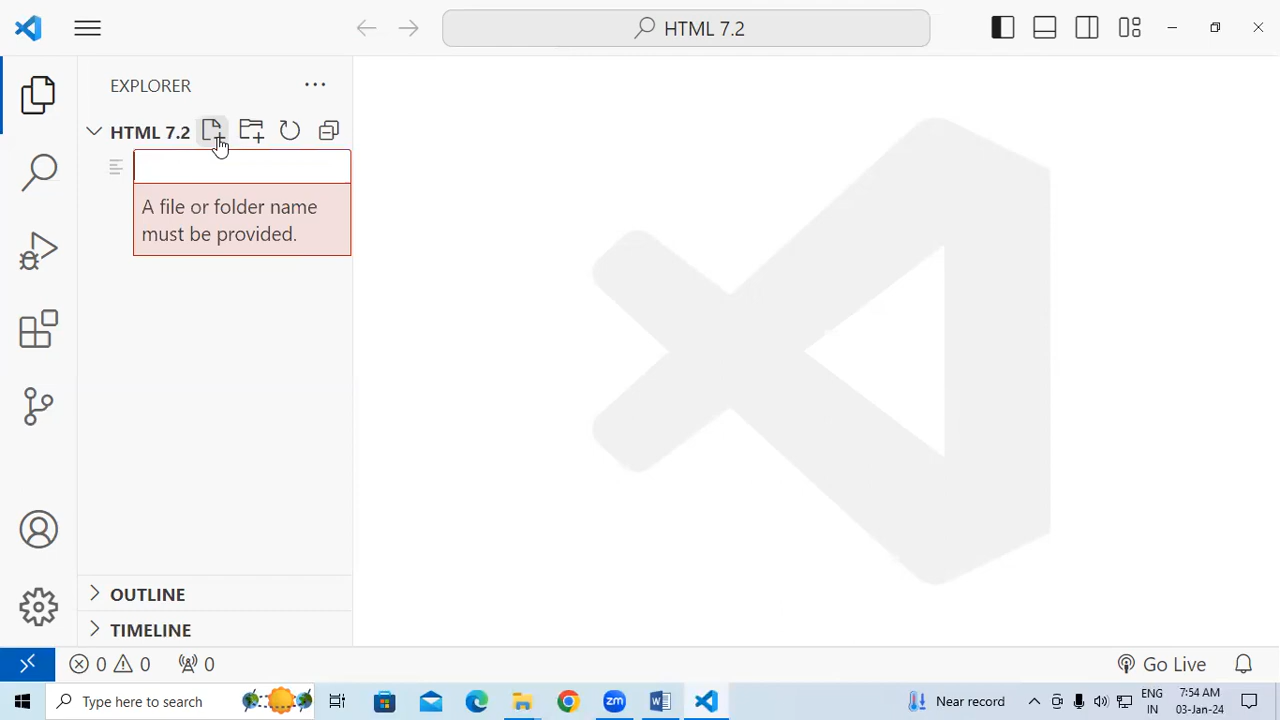 HTML 7.2
EXPLORER
HTML 7.2
A file or folder name
must be provided.
OUTLINE
TIMELINE
0 0 0
Go Live
Type here to search
Near record
ENG
IN
7:54 AM
03-Jan-24
zm